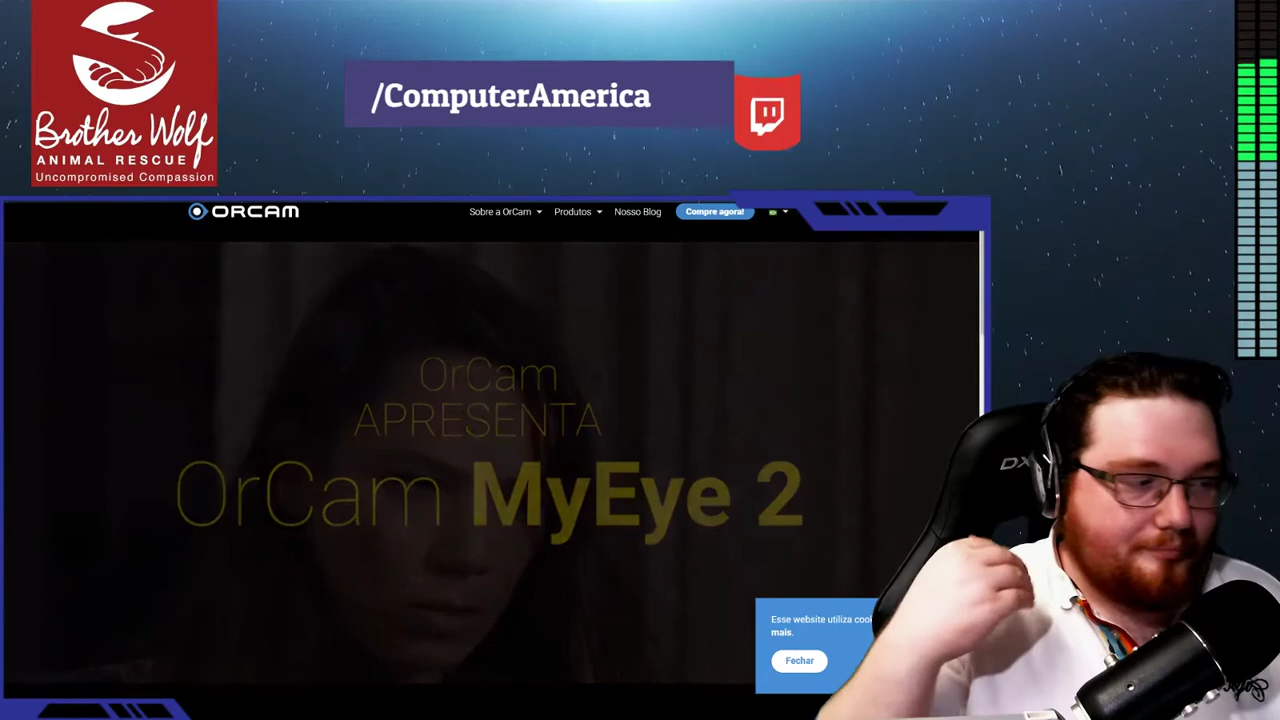 Brother Wolf
ANIMAL RESCUE
Uncompromised Compassion
/ComputerAmerica
ORCAM
Sobre a OrCam
Produtos
Nosso Blog
Compre agora!
OrCam
APRESENTA
OrCam MyEye 2
Esse website utiliza
mais.
Fechar
DX